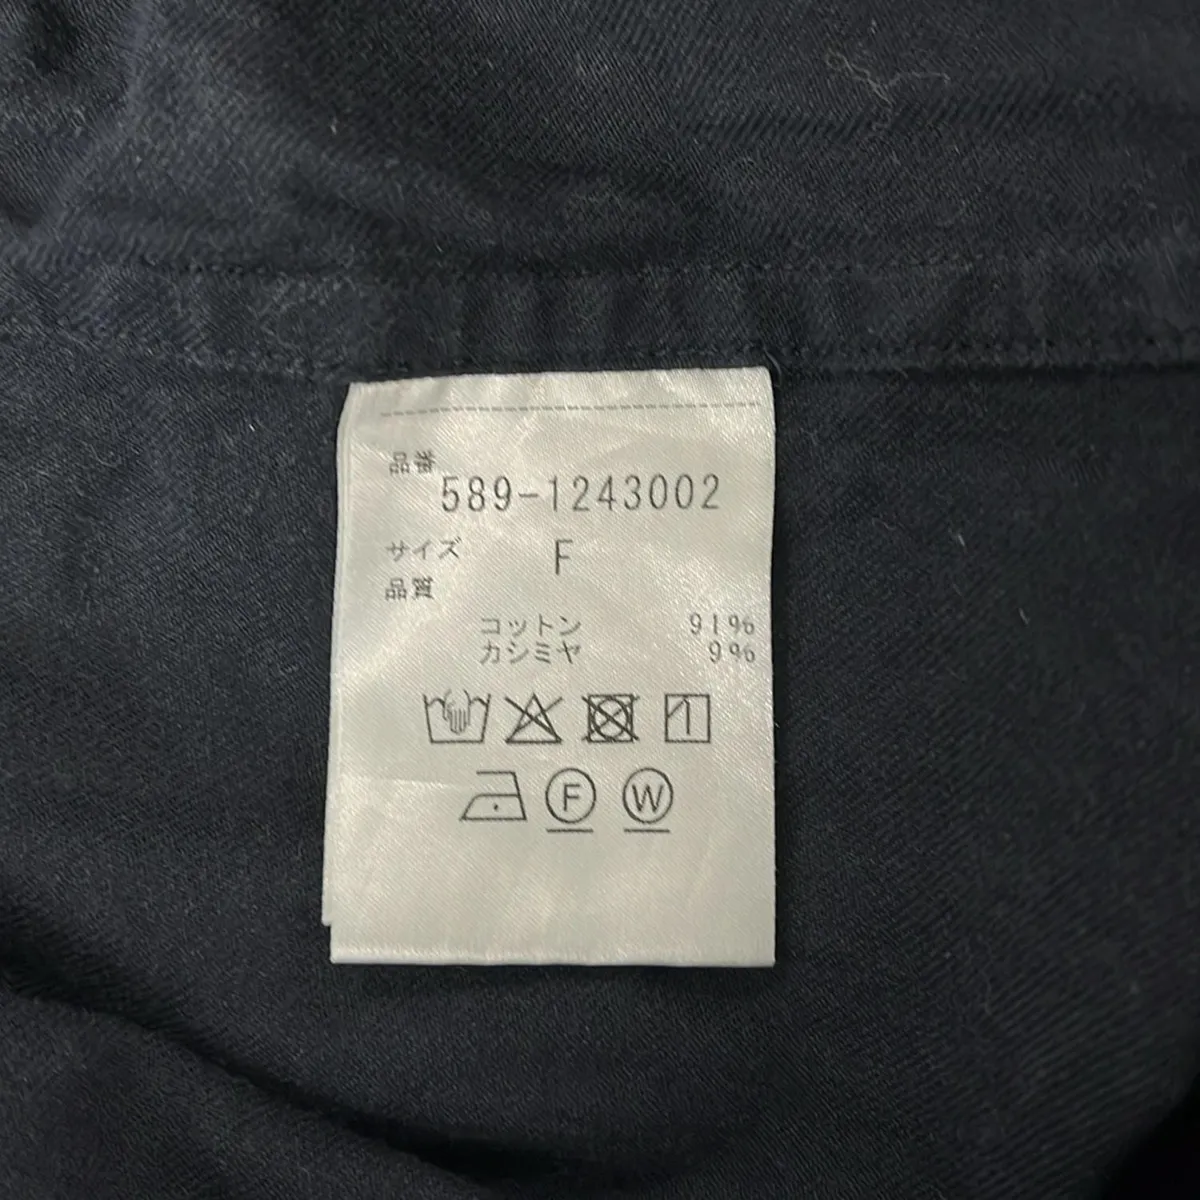 品番
589-1243002
サイズ F
品質
コットン 91%
カシミヤ 9%
F W